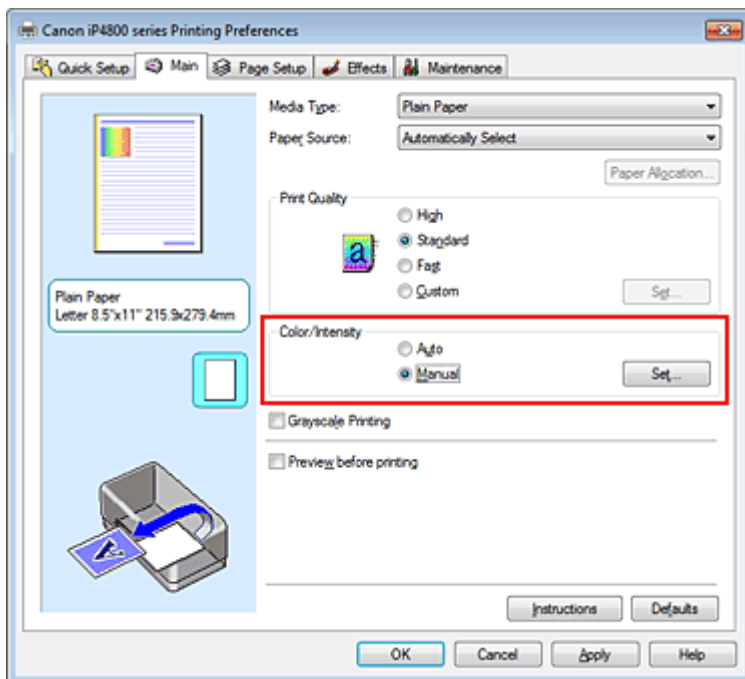 Canon iP4800 series Printing Preferences
Quick Setup Main Page Setup Effects Maintenance
Media Type: Plain Paper
Paper Source: Automatically Select
Paper Allocation...
Print Quality
High
a Standard
Fast
Custom Set...
Plain Paper
Letter 8.5"x11" 215.9x279.4mm
Color/Intensity
Auto
Manual Set...
Grayscale Printing
Preview before printing
A
Instructions Defaults
OK Cancel Apply Help